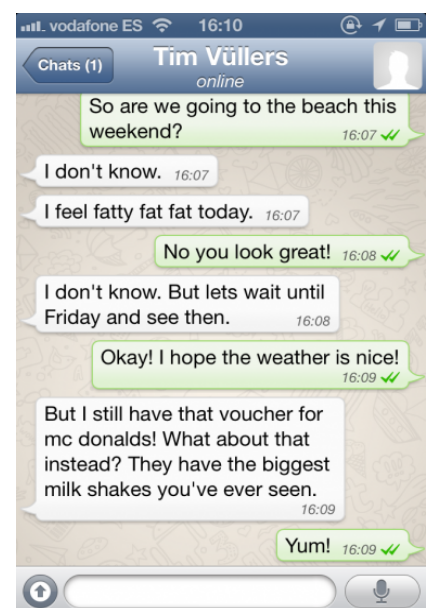 vodafone ES 16:10
Chats (1) Tim Vüllers
online
So are we going to the beach this
weekend? 16:07
I don't know. 16:07
I feel fatty fat fat today. 16:07
No you look great! 16:08
I don't know. But lets wait until
Friday and see then. 16:08
Okay! I hope the weather is nice!
16:09
But I still have that voucher for
mc donalds! What about that
instead? They have the biggest
milk shakes you've ever seen.
16:09
Yum! 16:09